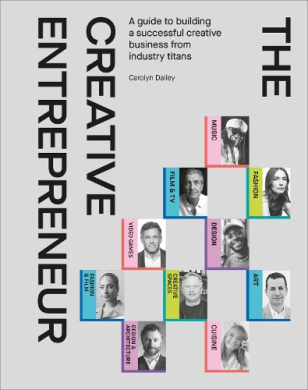 THE
CREATIVE
ENTREPRENEUR
A guide to building
a successful creative
business from
industry titans
Carolyn Dailey
MUSIC
FILM & TV
FASHION
VIDEO GAMES
DESIGN
FASHION
& FILM
CREATIVE
SPACES
ART
DESIGN &
ARCHITECTURE
CUISINE